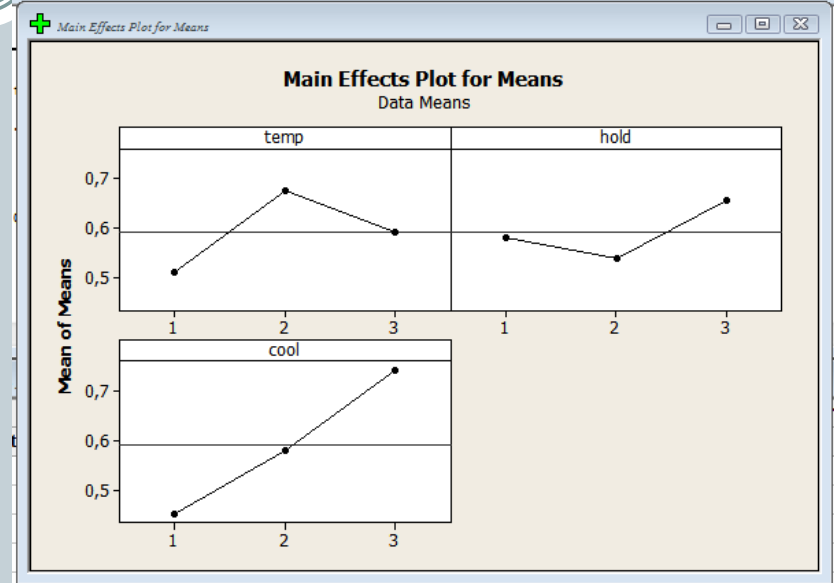 Main Effects Plot for Means
Main Effects Plot for Means
Data Means
temp
hold
0,7
0,6
0,5
1
2
3
1
2
3
cool
0,7
0,6
0,5
1
2
3
Mean of Means